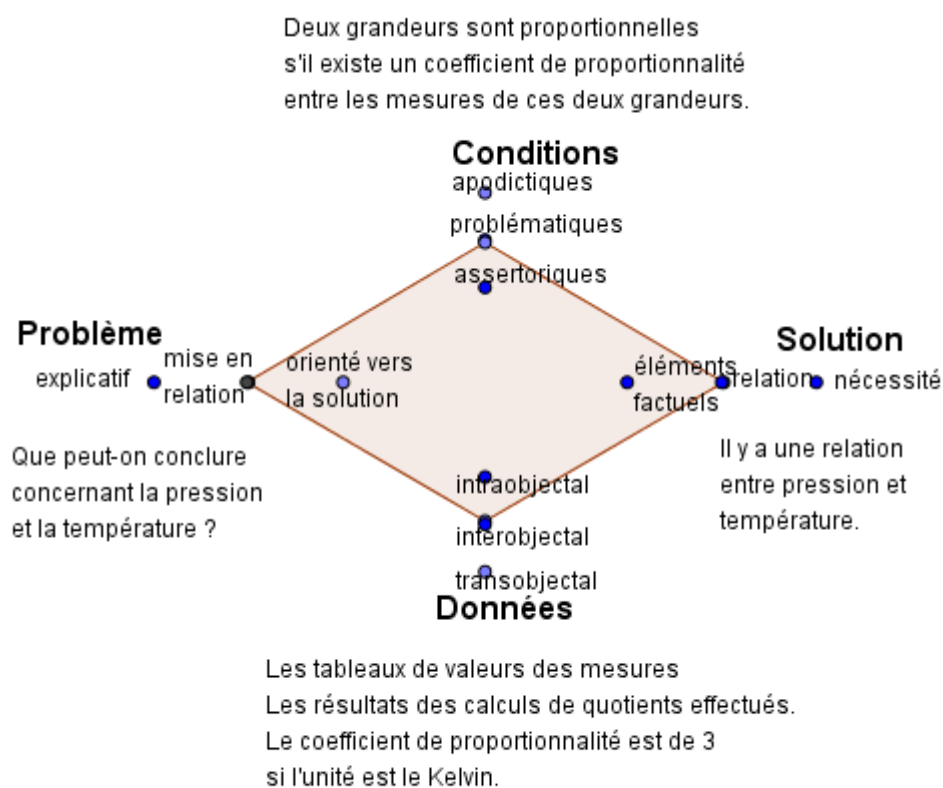 Deux grandeurs sont proportionnelles
s'il existe un coefficient de proportionnalité
entre les mesures de ces deux grandeurs.
Conditions
apodictiques
problématiques
assertoriques
Problème
explicatif
mise en
relation
orienté vers
la solution
Que peut-on conclure
concernant la pression
et la température ?
éléments
factuels
relation
Solution
nécessité
Il y a une relation
entre pression et
température.
intraobjectal
interobjectal
transobjectal
Données
Les tableaux de valeurs des mesures
Les résultats des calculs de quotients effectués.
Le coefficient de proportionnalité est de 3
si l'unité est le Kelvin.